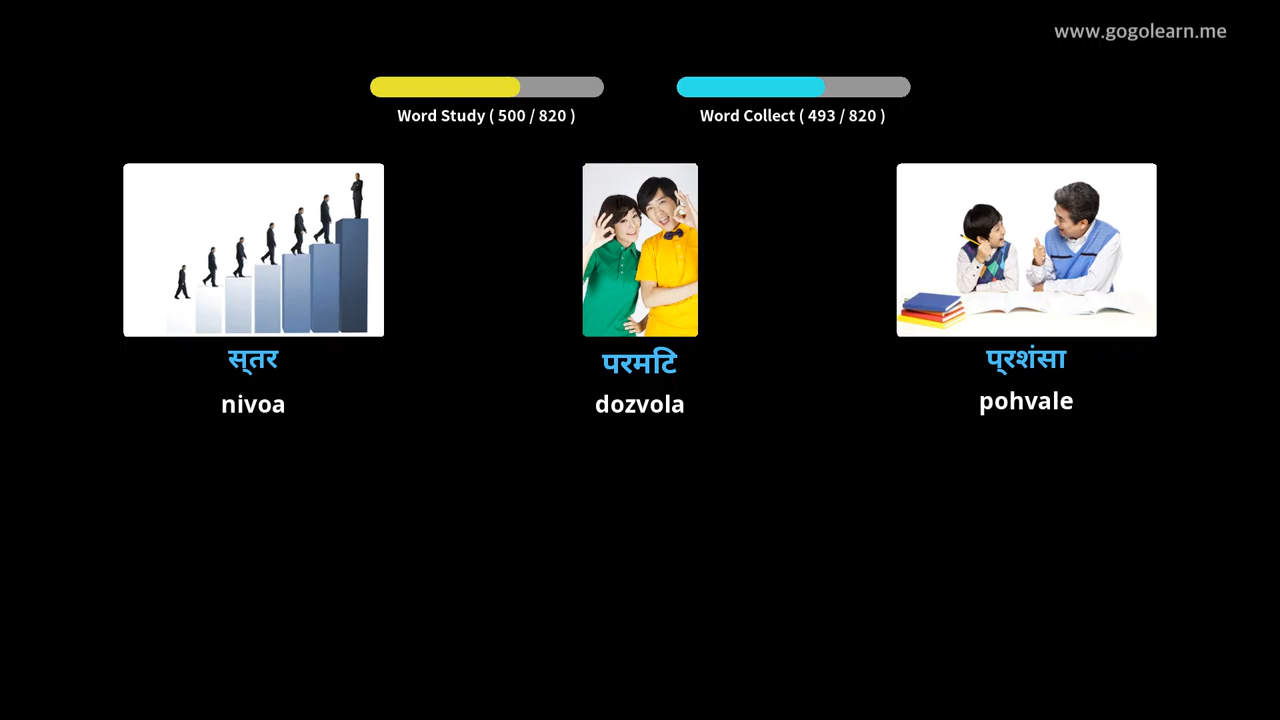 www.gogolearn.me
Word Study ( 500 / 820 )
Word Collect ( 493 / 820 )
स्तर
परमिट
प्रशंसा
nivoa
dozvola
pohvale